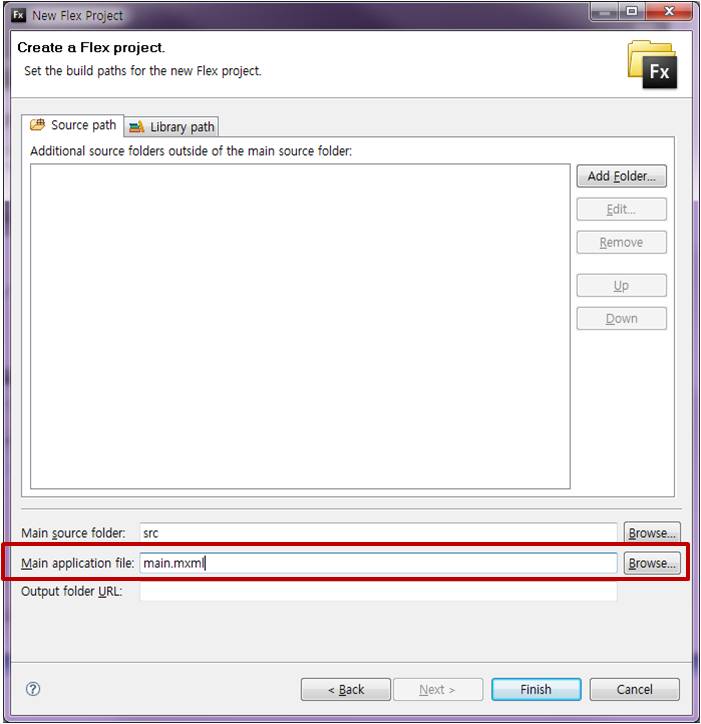 Fx New Flex Project
Create a Flex project.
Set the build paths for the new Flex project.
Fx
Source path Library path
Additional source folders outside of the main source folder:
Add Folder...
Edit...
Remove
Up
Down
Main source folder: src Browse...
Main application file: main.mxml Browse...
Output folder URL:
? < Back Next > Finish Cancel